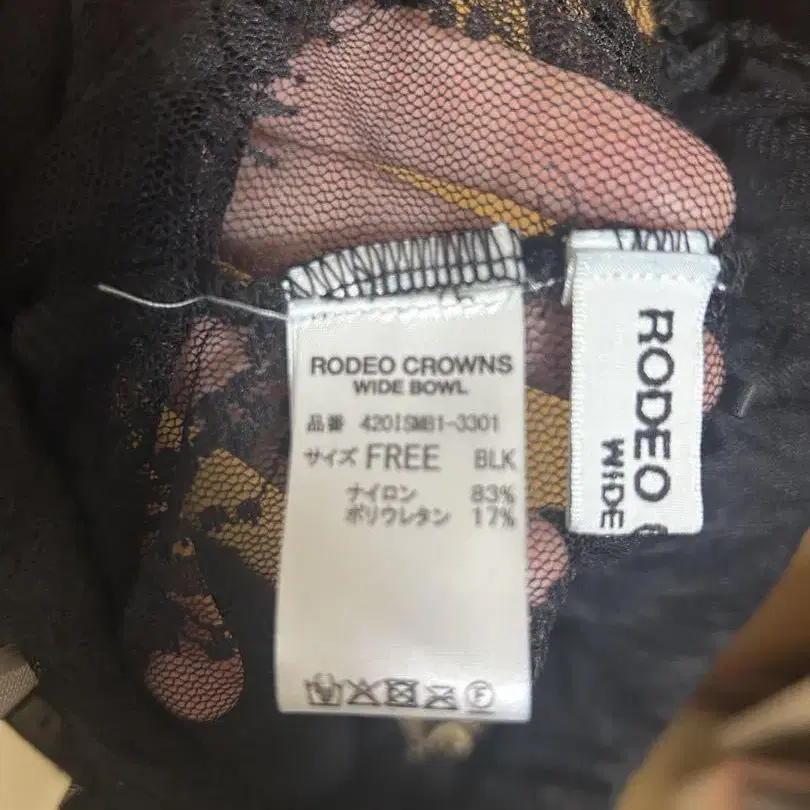 RODEO CROWNS
WIDE BOWL
品番 420ISM81-3301
サイズ FREE BLK
ナイロン 83%
ポリウレタン 17%
F
RODEO
WIDE